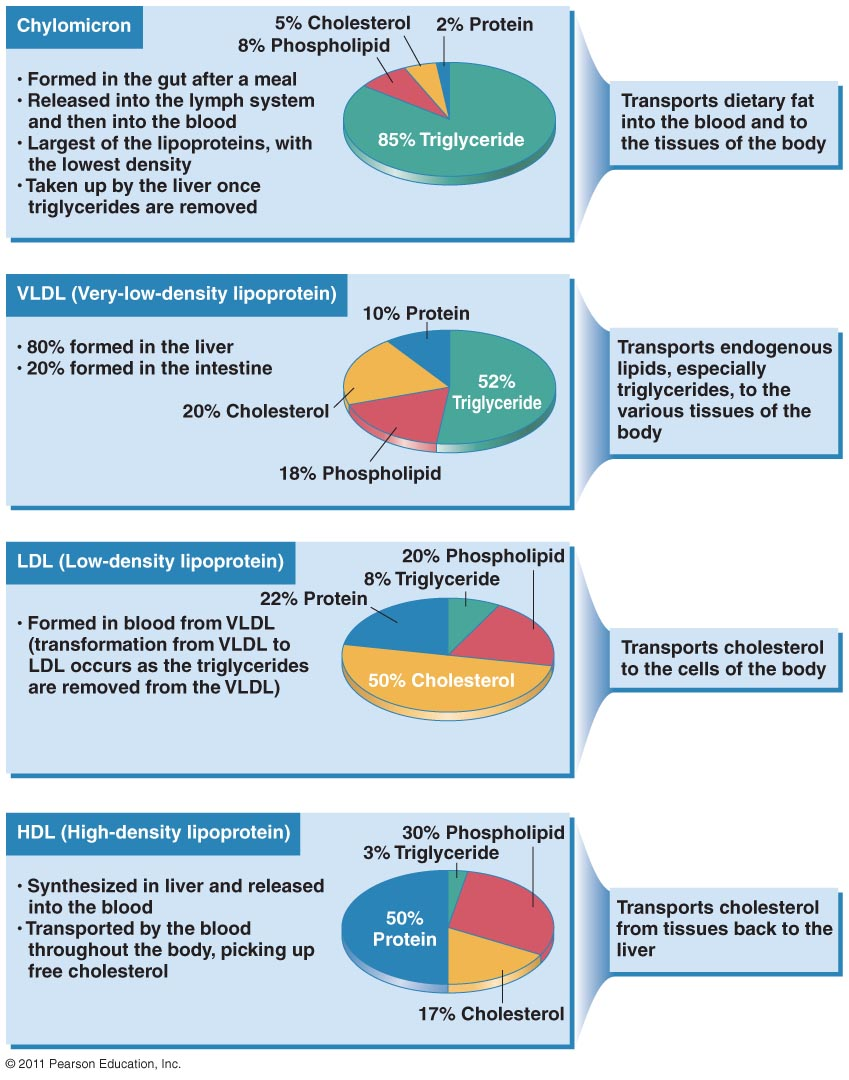 Chylomicron
• Formed in the gut after a meal
• Released into the lymph system
and then into the blood
• Largest of the lipoproteins, with
the lowest density
• Taken up by the liver once
triglycerides are removed
5% Cholesterol
2% Protein
8% Phospholipid
85% Triglyceride
Transports dietary fat
into the blood and to
the tissues of the body
VLDL (Very-low-density lipoprotein)
• 80% formed in the liver
• 20% formed in the intestine
10% Protein
52%
Triglyceride
20% Cholesterol
18% Phospholipid
Transports endogenous
lipids, especially
triglycerides, to the
various tissues of the
body
LDL (Low-density lipoprotein)
• Formed in blood from VLDL
(transformation from VLDL to
LDL occurs as the triglycerides
are removed from the VLDL)
20% Phospholipid
8% Triglyceride
22% Protein
50% Cholesterol
Transports cholesterol
to the cells of the body
HDL (High-density lipoprotein)
• Synthesized in liver and released
into the blood
• Transported by the blood
throughout the body, picking up
free cholesterol
30% Phospholipid
3% Triglyceride
50%
Protein
17% Cholesterol
Transports cholesterol
from tissues back to the
liver
© 2011 Pearson Education, Inc.